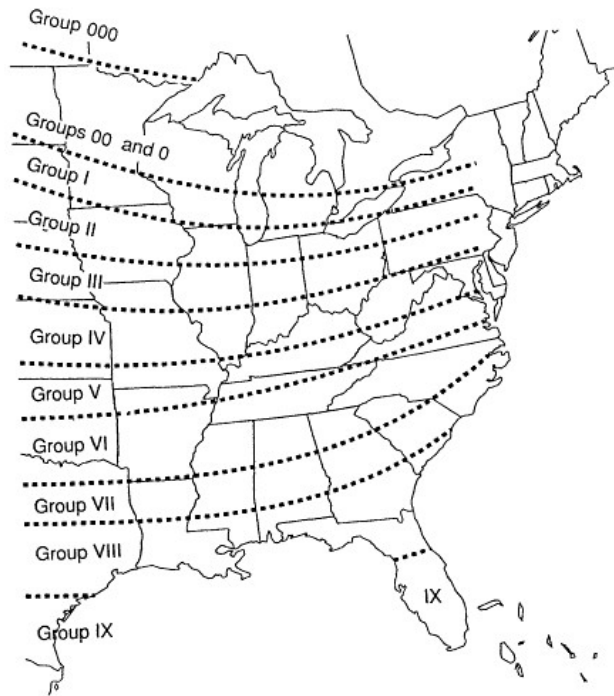 Group 000
Groups 00 and 0
Group I
Group II
Group III
Group IV
Group V
Group VI
Group VII
Group VIII
IX
Group IX